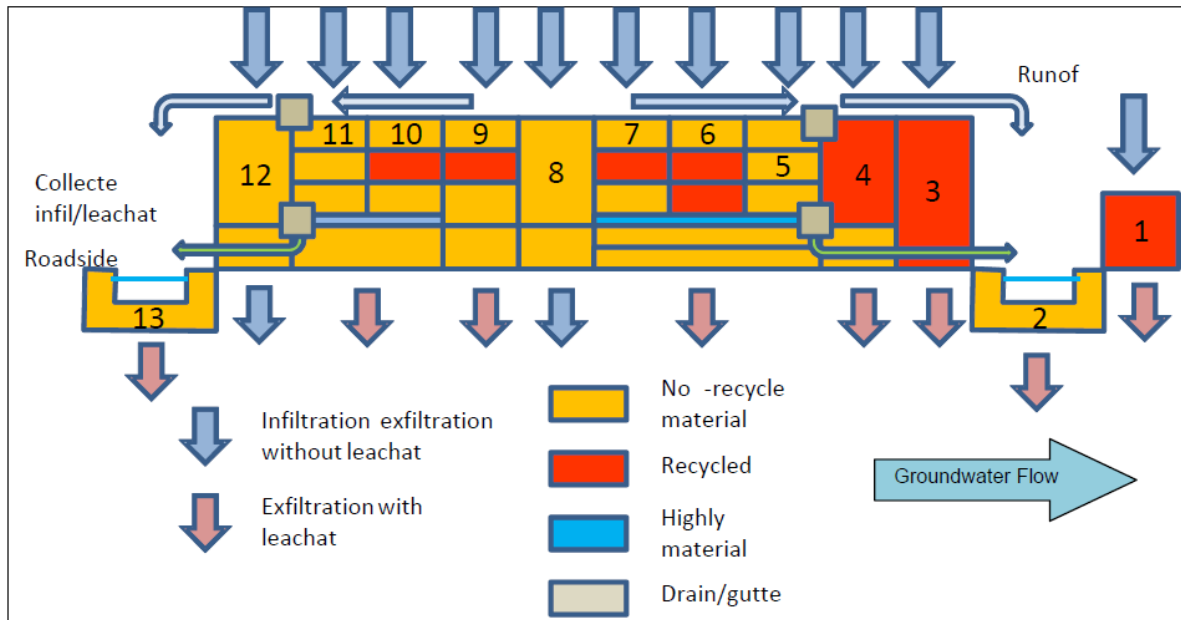 Runof
11 10 9 7 6
12 8 5 4 3
1
Collecte
infil/leachat
Roadside
13 2
Infiltration exfiltration
without leachat
Exfiltration with
leachat
No -recycle
material
Recycled
Highly
material
Drain/gutte
Groundwater Flow